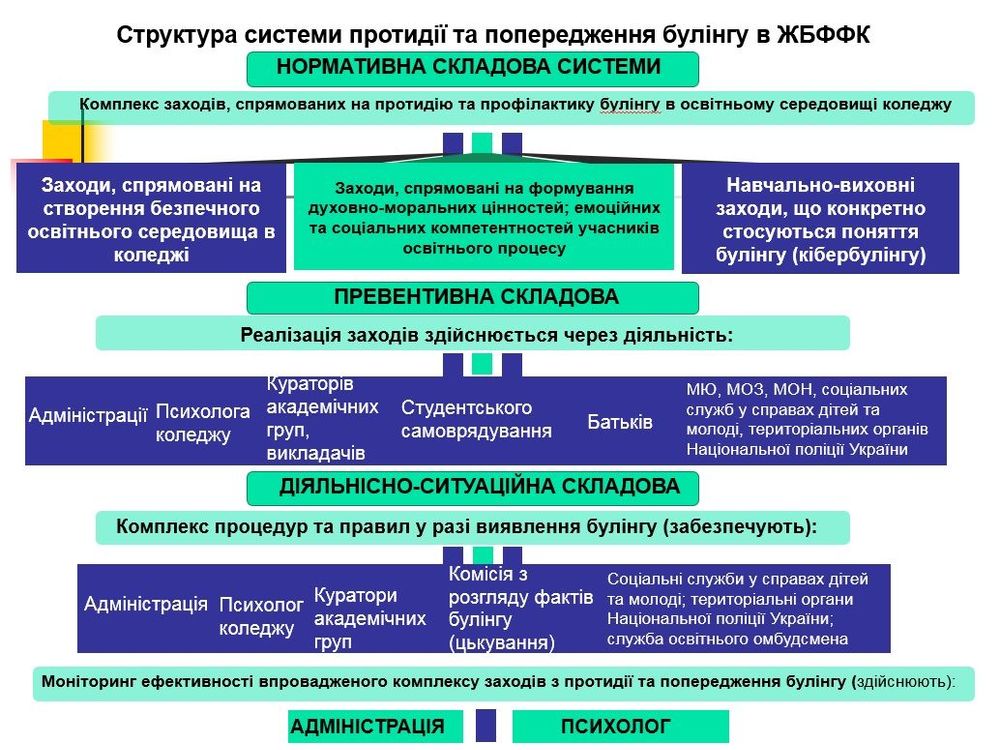 Структура системи протидії та попередження булінгу в ЖБФФК
НОРМАТИВНА СКЛАДОВА СИСТЕМИ
Комплекс заходів, спрямованих на протидію та профілактику булінгу в освітньому середовищі коледжу
Заходи, спрямовані на
створення безпечного
освітнього середовища в
коледжі
Заходи, спрямовані на формування
духовно-моральних цінностей; емоційних
та соціальних компетентностей учасників
освітнього процесу
Навчально-виховні
заходи, що конкретно
стосуються поняття
булінгу (кібербулінгу)
ПРЕВЕНТИВНА СКЛАДОВА
Реалізація заходів здійснюється через діяльність:
Адміністрації
Психолога
коледжу
Кураторів
академічних
груп,
викладачів
Студентського
самоврядування
Батьків
МЮ, МОЗ, МОН, соціальних
служб у справах дітей та
молоді, територіальних органів
Національної поліції України
ДІЯЛЬНІСНО-СИТУАЦІЙНА СКЛАДОВА
Комплекс процедур та правил у разі виявлення булінгу (забезпечують):
Адміністрація
Психолог
коледжу
Куратори
академічних
груп
Комісія з
розгляду фактів
булінгу
(цькування)
Соціальні служби у справах дітей
та молоді; територіальні органи
Національної поліції України;
служба освітнього омбудсмена
Моніторинг ефективності впровадженого комплексу заходів з протидії та попередження булінгу (здійснюють):
АДМІНІСТРАЦІЯ
ПСИХОЛОГ